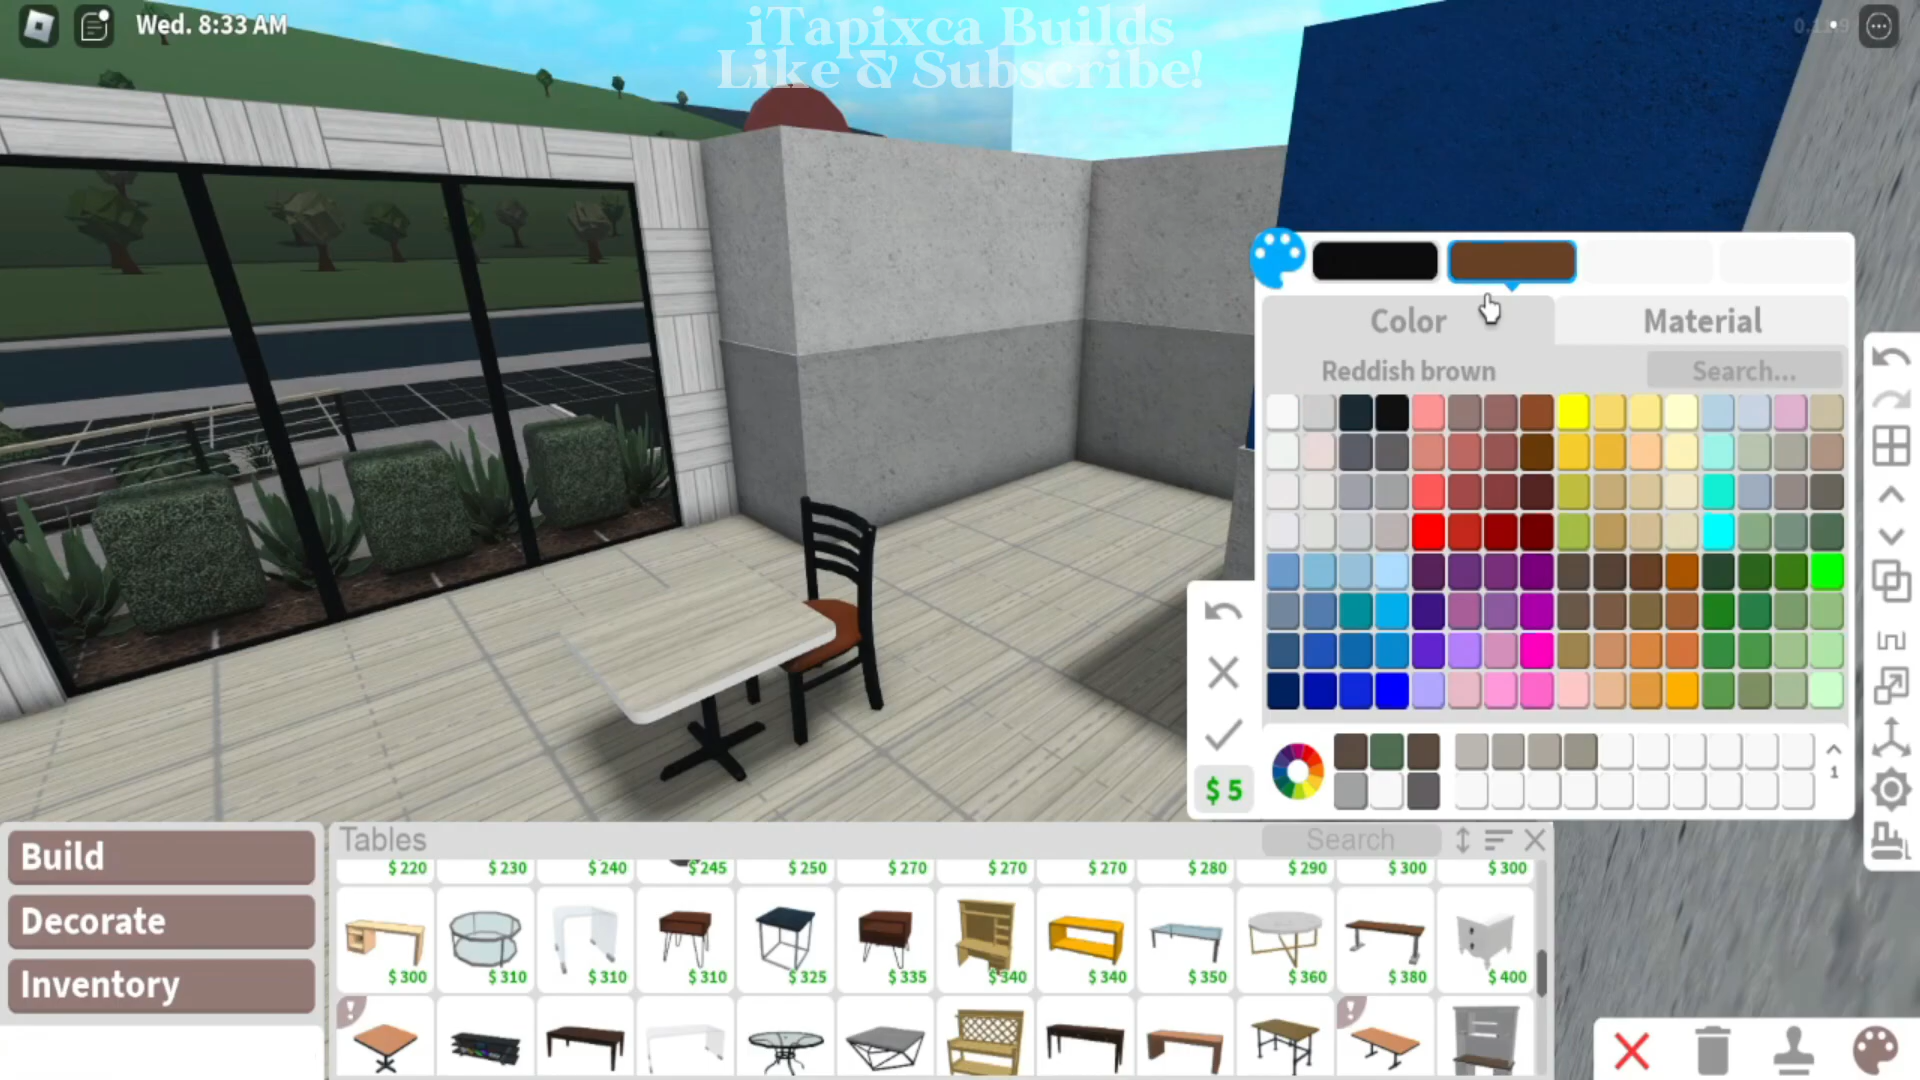 Wed. 8:33 AM
iTapixca Builds
Like & Subscribe!
Color
Material
Reddish brown
Search...
$ 5
1
Build
Decorate
Inventory
Tables
Search
$ 220
$ 230
$ 240
$ 245
$ 250
$ 270
$ 270
$ 270
$ 280
$ 290
$ 300
$ 300
$ 300
$ 310
$ 310
$ 310
$ 325
$ 335
$ 340
$ 340
$ 350
$ 360
$ 380
$ 400
!
!